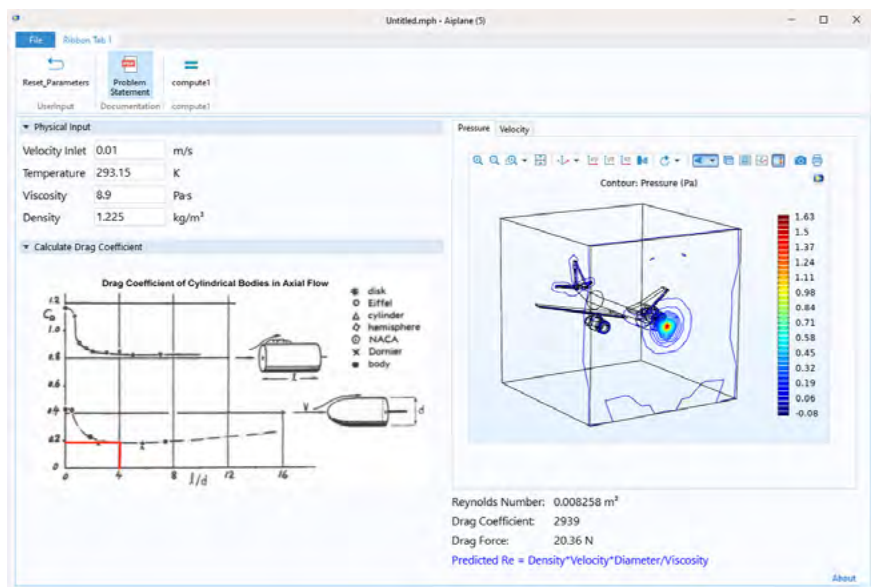 Untitled.mph - Aiplane (5)
File Ribbon Tab 1
Reset_Parameters Problem Statement compute1
UserInput Documentation compute1
Physical Input
Velocity Inlet 0.01 m/s
Temperature 293.15 K
Viscosity 8.9 Pa·s
Density 1.225 kg/m³
Calculate Drag Coefficient
Drag Coefficient of Cylindrical Bodies in Axial Flow
disk
Eiffel
cylinder
hemisphere
NACA
Dornier
body
1.2
1.0
0.8
0.6
0.4
0.2
0
0 4 8 12 16
l/d
l
V
d
Pressure Velocity
Contour: Pressure (Pa)
1.63
1.5
1.37
1.24
1.11
0.98
0.84
0.71
0.58
0.45
0.32
0.19
0.06
-0.08
Reynolds Number: 0.008258 m²
Drag Coefficient: 2939
Drag Force: 20.36 N
Predicted Re = Density*Velocity*Diameter/Viscosity
About